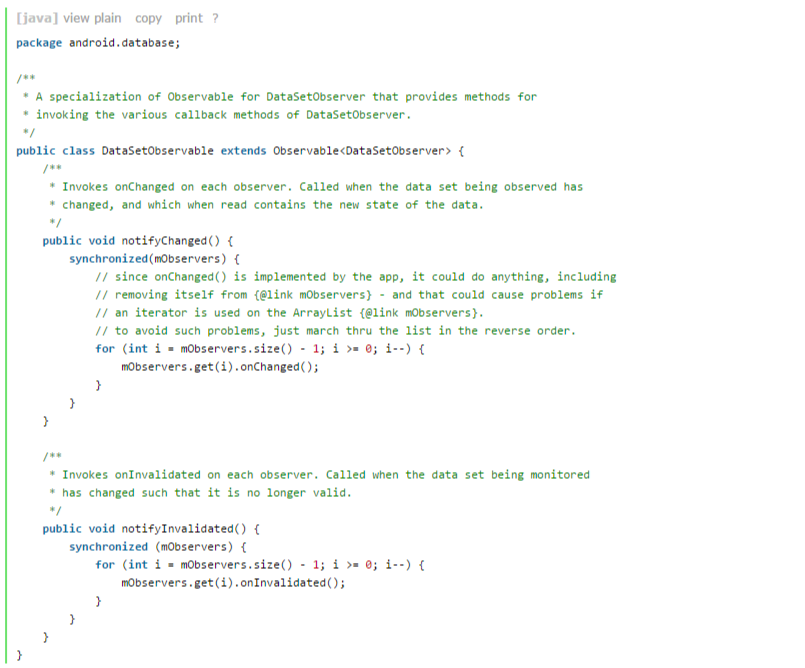 [java] view plain copy print ?
package android.database;
/**
 * A specialization of Observable for DataSetObserver that provides methods for
 * invoking the various callback methods of DataSetObserver.
 */
public class DataSetObservable extends Observable<DataSetObserver> {
    /**
     * Invokes onChanged on each observer. Called when the data set being observed has
     * changed, and which when read contains the new state of the data.
     */
    public void notifyChanged() {
        synchronized(mObservers) {
            // since onChanged() is implemented by the app, it could do anything, including
            // removing itself from {@link mObservers} - and that could cause problems if
            // an iterator is used on the ArrayList {@link mObservers}.
            // to avoid such problems, just march thru the list in the reverse order.
            for (int i = mObservers.size() - 1; i >= 0; i--) {
                mObservers.get(i).onChanged();
            }
        }
    }
    /**
     * Invokes onInvalidated on each observer. Called when the data set being monitored
     * has changed such that it is no longer valid.
     */
    public void notifyInvalidated() {
        synchronized (mObservers) {
            for (int i = mObservers.size() - 1; i >= 0; i--) {
                mObservers.get(i).onInvalidated();
            }
        }
    }
}